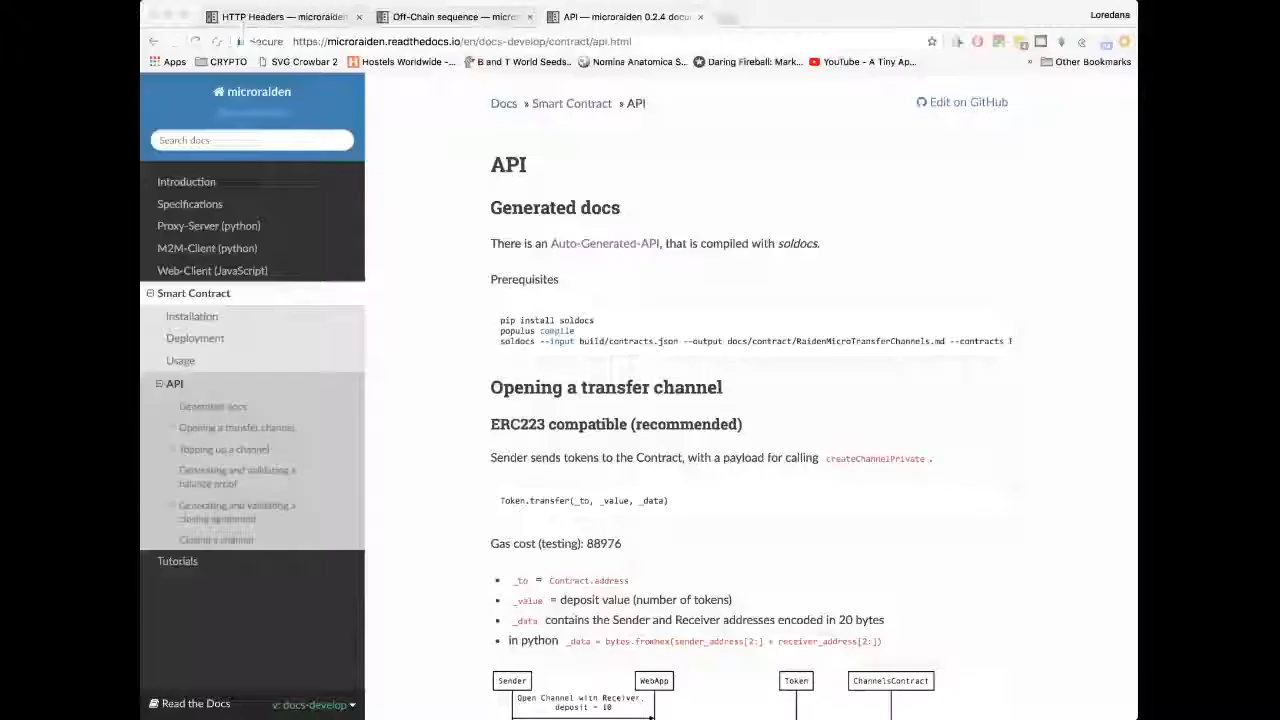 HTTP Headers — microraiden
Off-Chain sequence — micror
API — microraiden 0.2.4 docu
Loredana
https://microraiden.readthedocs.io/en/docs-develop/contract/api.html
Apps
CRYPTO
SVG Crowbar 2
Hostels Worldwide -...
B and T World Seeds..
Nomina Anatomica S...
Daring Fireball: Mark...
YouTube - A Tiny Ap...
»
Other Bookmarks
microraiden
Search docs
Introduction
Specifications
Proxy-Server (python)
M2M-Client (python)
Web-Client (JavaScript)
Smart Contract
Installation
Deployment
Usage
API
Generated docs
Opening a transfer channel
Topping up a channel
Generating and validating a
balance proof
Generating and validating a
closing agreement
Closing a channel
Tutorials
Read the Docs
v: docs-develop
Docs » Smart Contract » API
Edit on GitHub
API
Generated docs
There is an Auto-Generated-API, that is compiled with soldocs.
Prerequisites
pip install soldocs
populus compile
soldocs --input build/contracts.json --output docs/contract/RaidenMicroTransferChannels.md --contracts
Opening a transfer channel
ERC223 compatible (recommended)
Sender sends tokens to the Contract, with a payload for calling createChannelPrivate .
Token.transfer(_to, _value, _data)
Gas cost (testing): 88976
_to = Contract.address
_value = deposit value (number of tokens)
_data contains the Sender and Receiver addresses encoded in 20 bytes
in python _data = bytes.fromhex(sender_address[2:] + receiver_address[2:])
Sender
WebApp
Token
ChannelsContract
Open Channel with Receiver,
deposit = 10